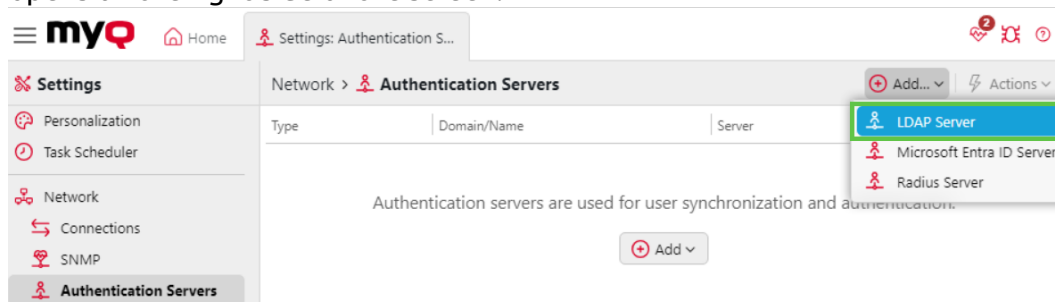 myQ
Home
Settings: Authentication S...
2
Settings
Network > Authentication Servers
Add...
Actions
Personalization
Task Scheduler
Network
Connections
SNMP
Authentication Servers
Type
Domain/Name
Server
LDAP Server
Microsoft Entra ID Server
Radius Server
Authentication servers are used for user synchronization and authentication.
Add